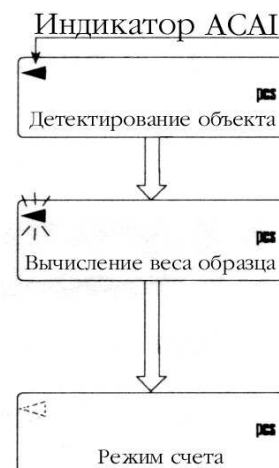 Индикатор ACAI
pcs
Детектирование объекта
pcs
Вычисление веса образца
pcs
Режим счета